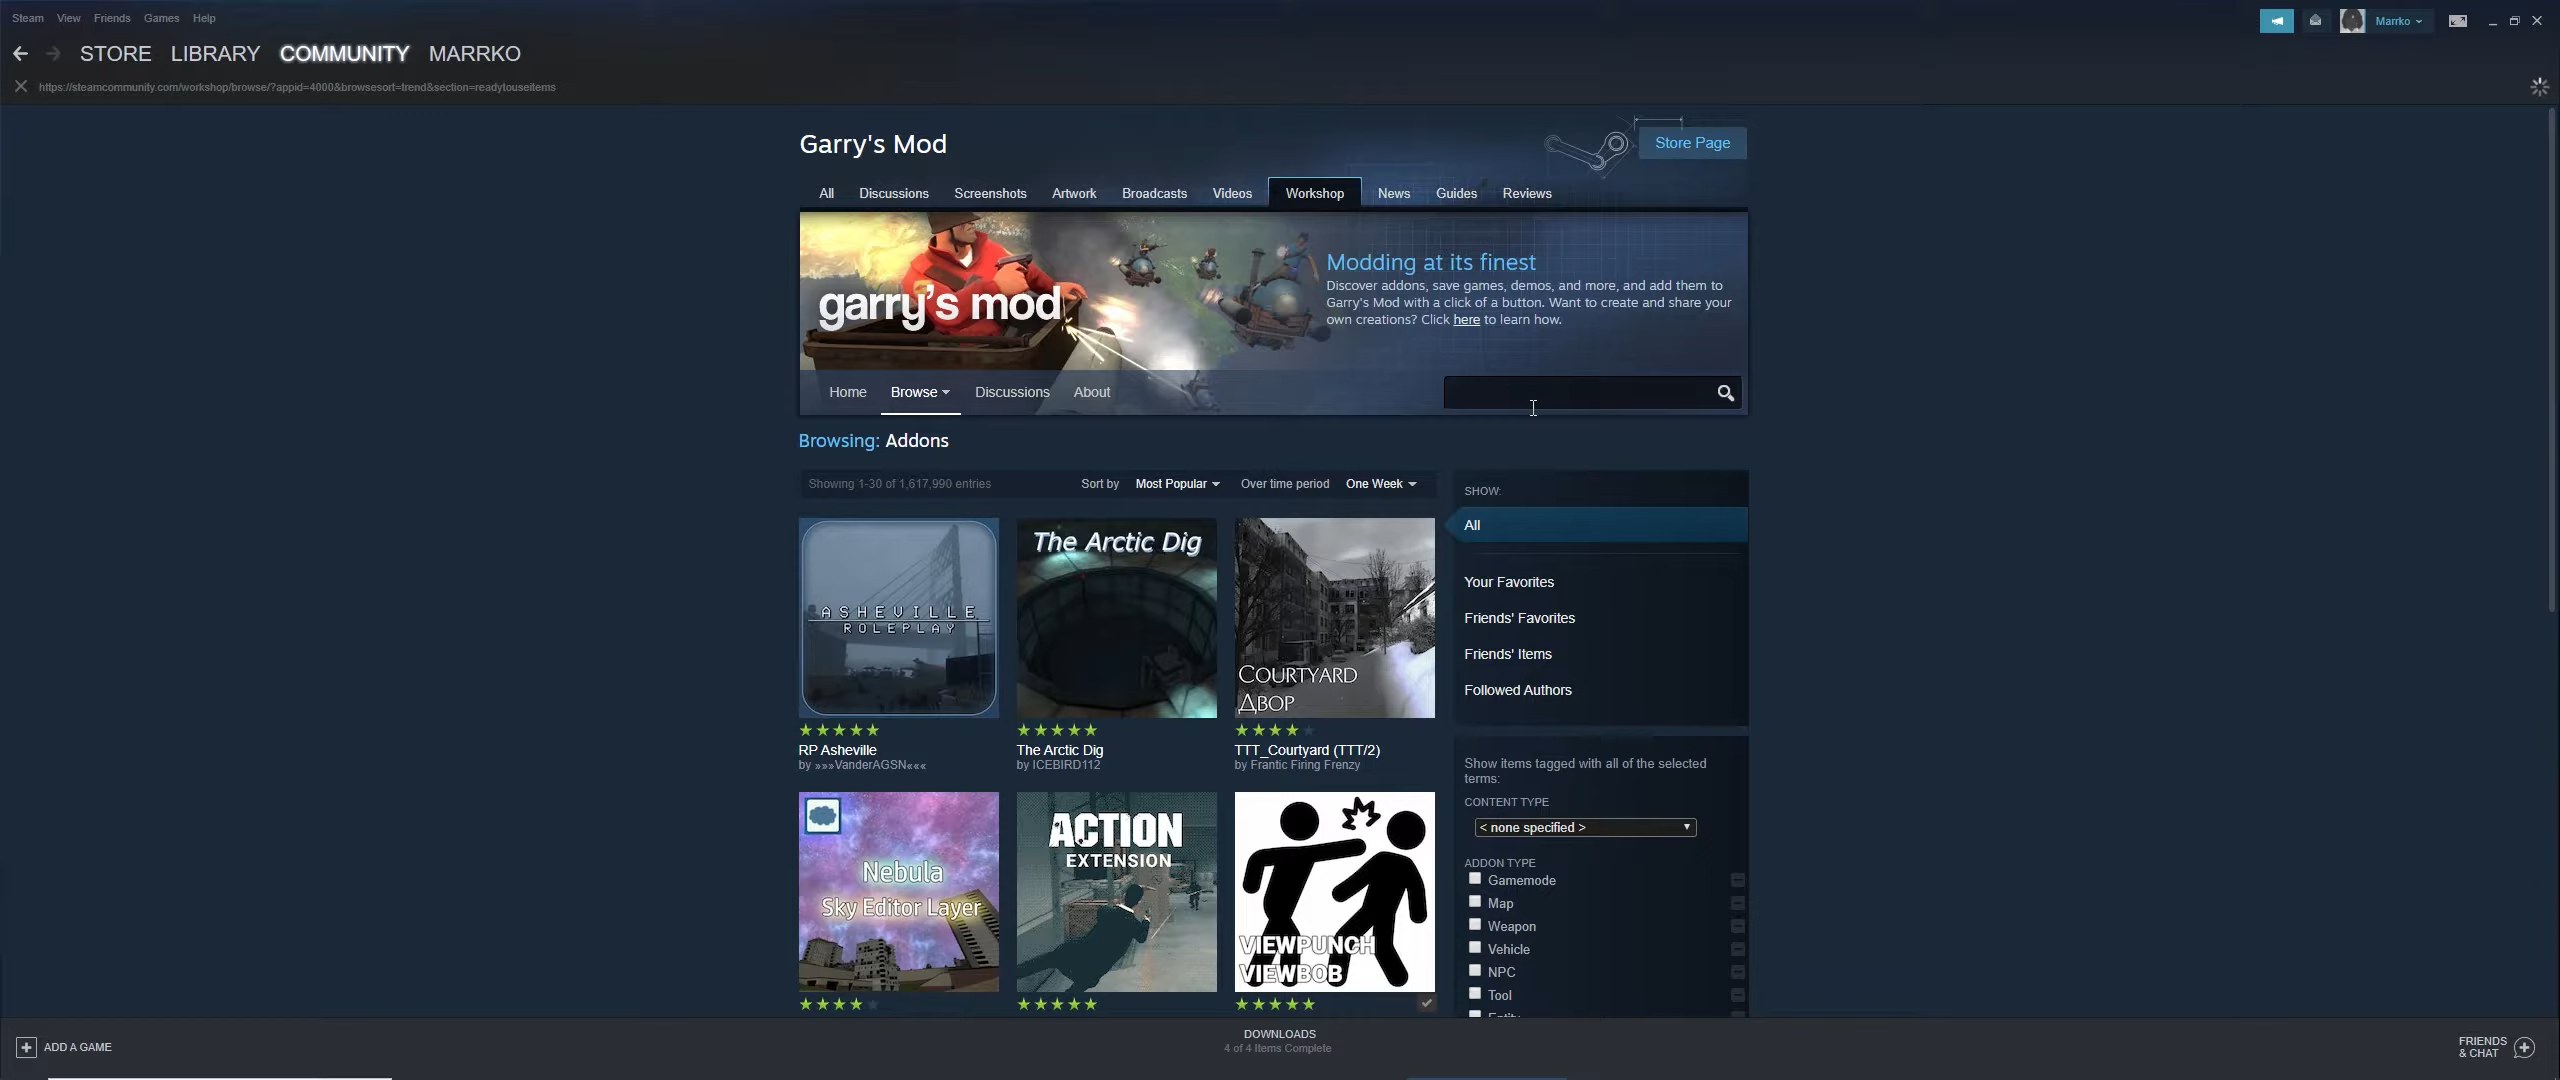 Steam View Friends Games Help
Marrko
STORE LIBRARY COMMUNITY MARRKO
https://steamcommunity.com/workshop/browse/?appid=4000&browsesort=trend&section=readytouseitems
Garry's Mod
Store Page
All Discussions Screenshots Artwork Broadcasts Videos Workshop News Guides Reviews
garry's mod
Modding at its finest
Discover addons, save games, demos, and more, and add them to
Garry's Mod with a click of a button. Want to create and share your
own creations? Click here to learn how.
Home Browse Discussions About
Browsing: Addons
Showing 1-30 of 1,617,990 entries
Sort by Most Popular Over time period One Week
ASHEVILLE
ROLEPLAY
The Arctic Dig
COURTYARD
ДВОР
RP Asheville
by »»»VanderAGSN«««
The Arctic Dig
by ICEBIRD112
TTT_Courtyard (TTT/2)
by Frantic Firing Frenzy
Nebula
Sky Editor Layer
ACTION
EXTENSION
VIEWPUNCH
VIEWBOB
SHOW:
All
Your Favorites
Friends' Favorites
Friends' Items
Followed Authors
Show items tagged with all of the selected
terms:
CONTENT TYPE
< none specified >
ADDON TYPE
Gamemode
Map
Weapon
Vehicle
NPC
Tool
ADD A GAME
DOWNLOADS
4 of 4 Items Complete
FRIENDS
& CHAT